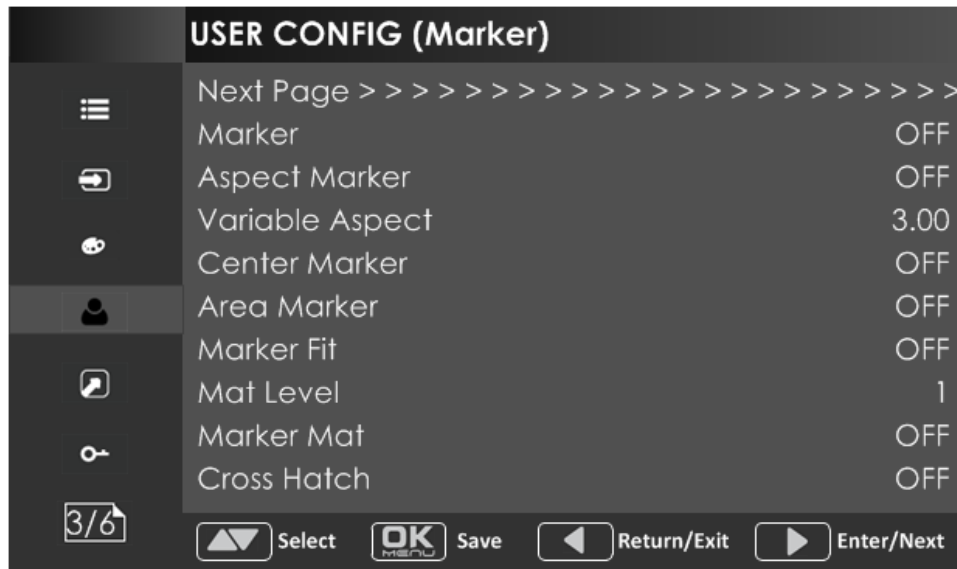 USER CONFIG (Marker)
Next Page > > > > > > > > > > > > > > > > > > > > > > >
Marker OFF
Aspect Marker OFF
Variable Aspect 3.00
Center Marker OFF
Area Marker OFF
Marker Fit OFF
Mat Level 1
Marker Mat OFF
Cross Hatch OFF
3/6 Select OK MENU Save Return/Exit Enter/Next